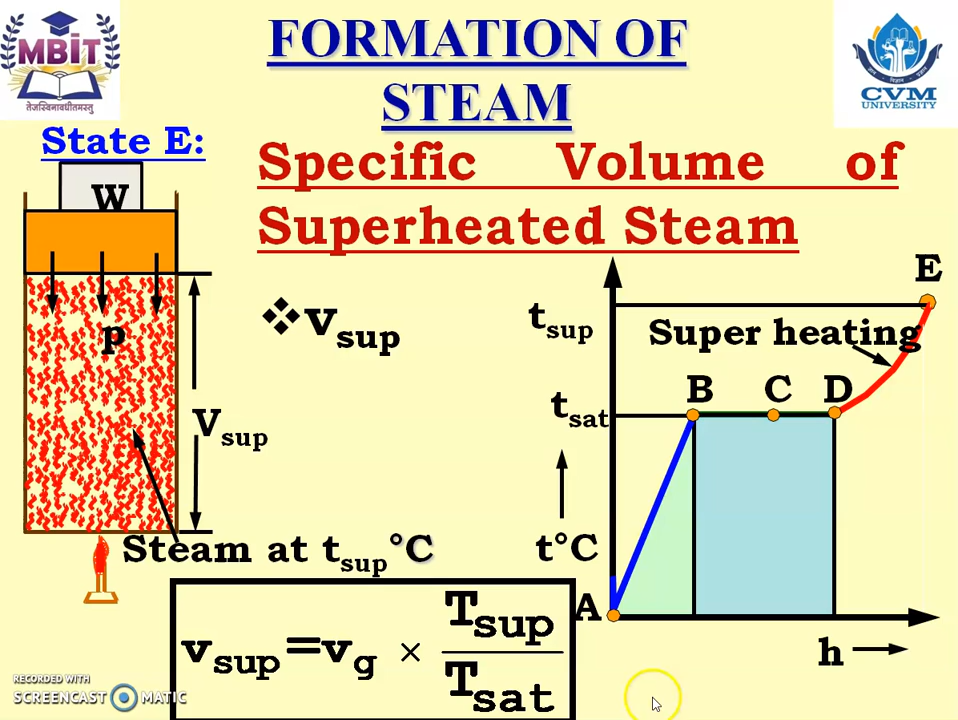 MBiT
तेजस्विनावधीतमस्तु
FORMATION OF
STEAM
CVM
UNIVERSITY
State E:
Specific Volume of
Superheated Steam
W
p
Vsup
Steam at tsup°C
❖vsup
vsup=vg × Tsup
Tsat
E
tsup
Super heating
B C D
tsat
t°C
A
h
RECORDED WITH
SCREENCAST MATIC